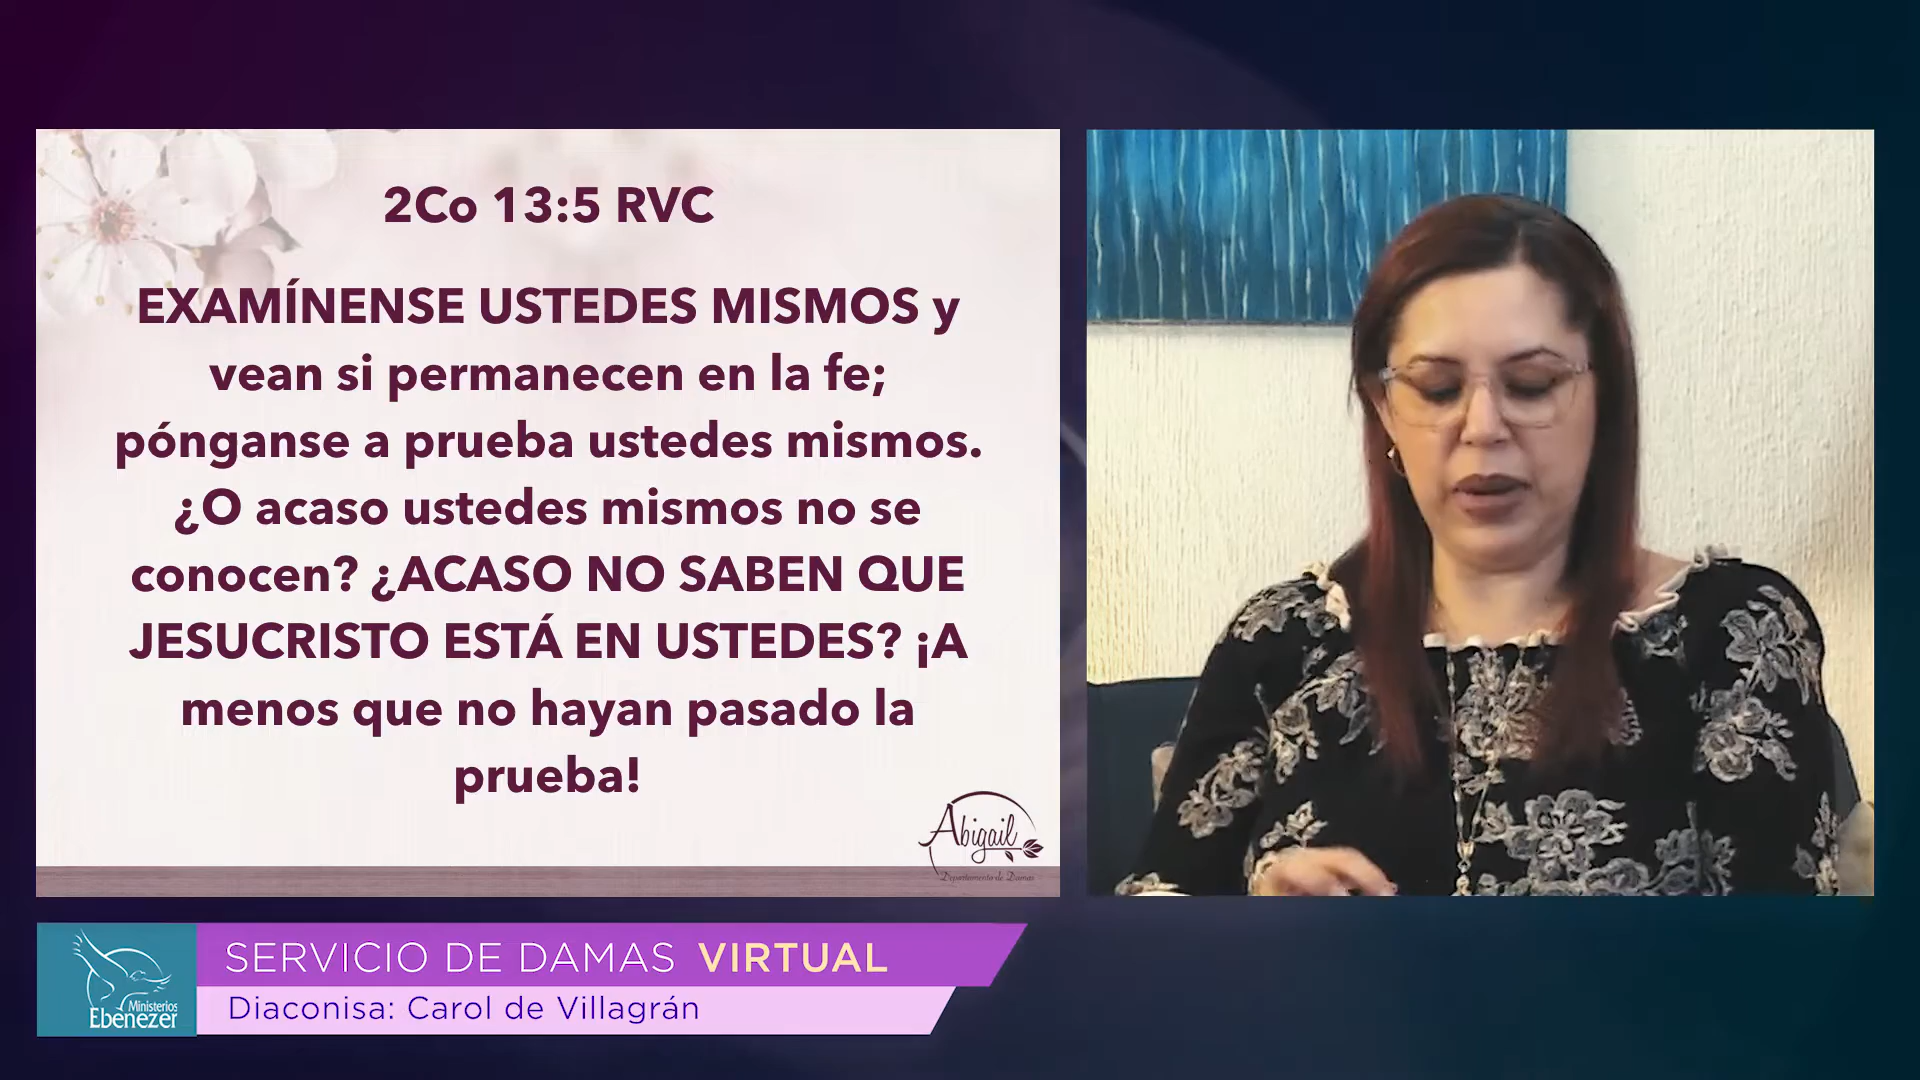 2Co 13:5 RVC
EXAMÍNENSE USTEDES MISMOS y
vean si permanecen en la fe;
pónganse a prueba ustedes mismos.
¿O acaso ustedes mismos no se
conocen? ¿ACASO NO SABEN QUE
JESUCRISTO ESTÁ EN USTEDES? ¡A
menos que no hayan pasado la
prueba!
Abigail
Departamento de Damas
SERVICIO DE DAMAS VIRTUAL
Diaconisa: Carol de Villagrán
Ministerios
Ebenezer